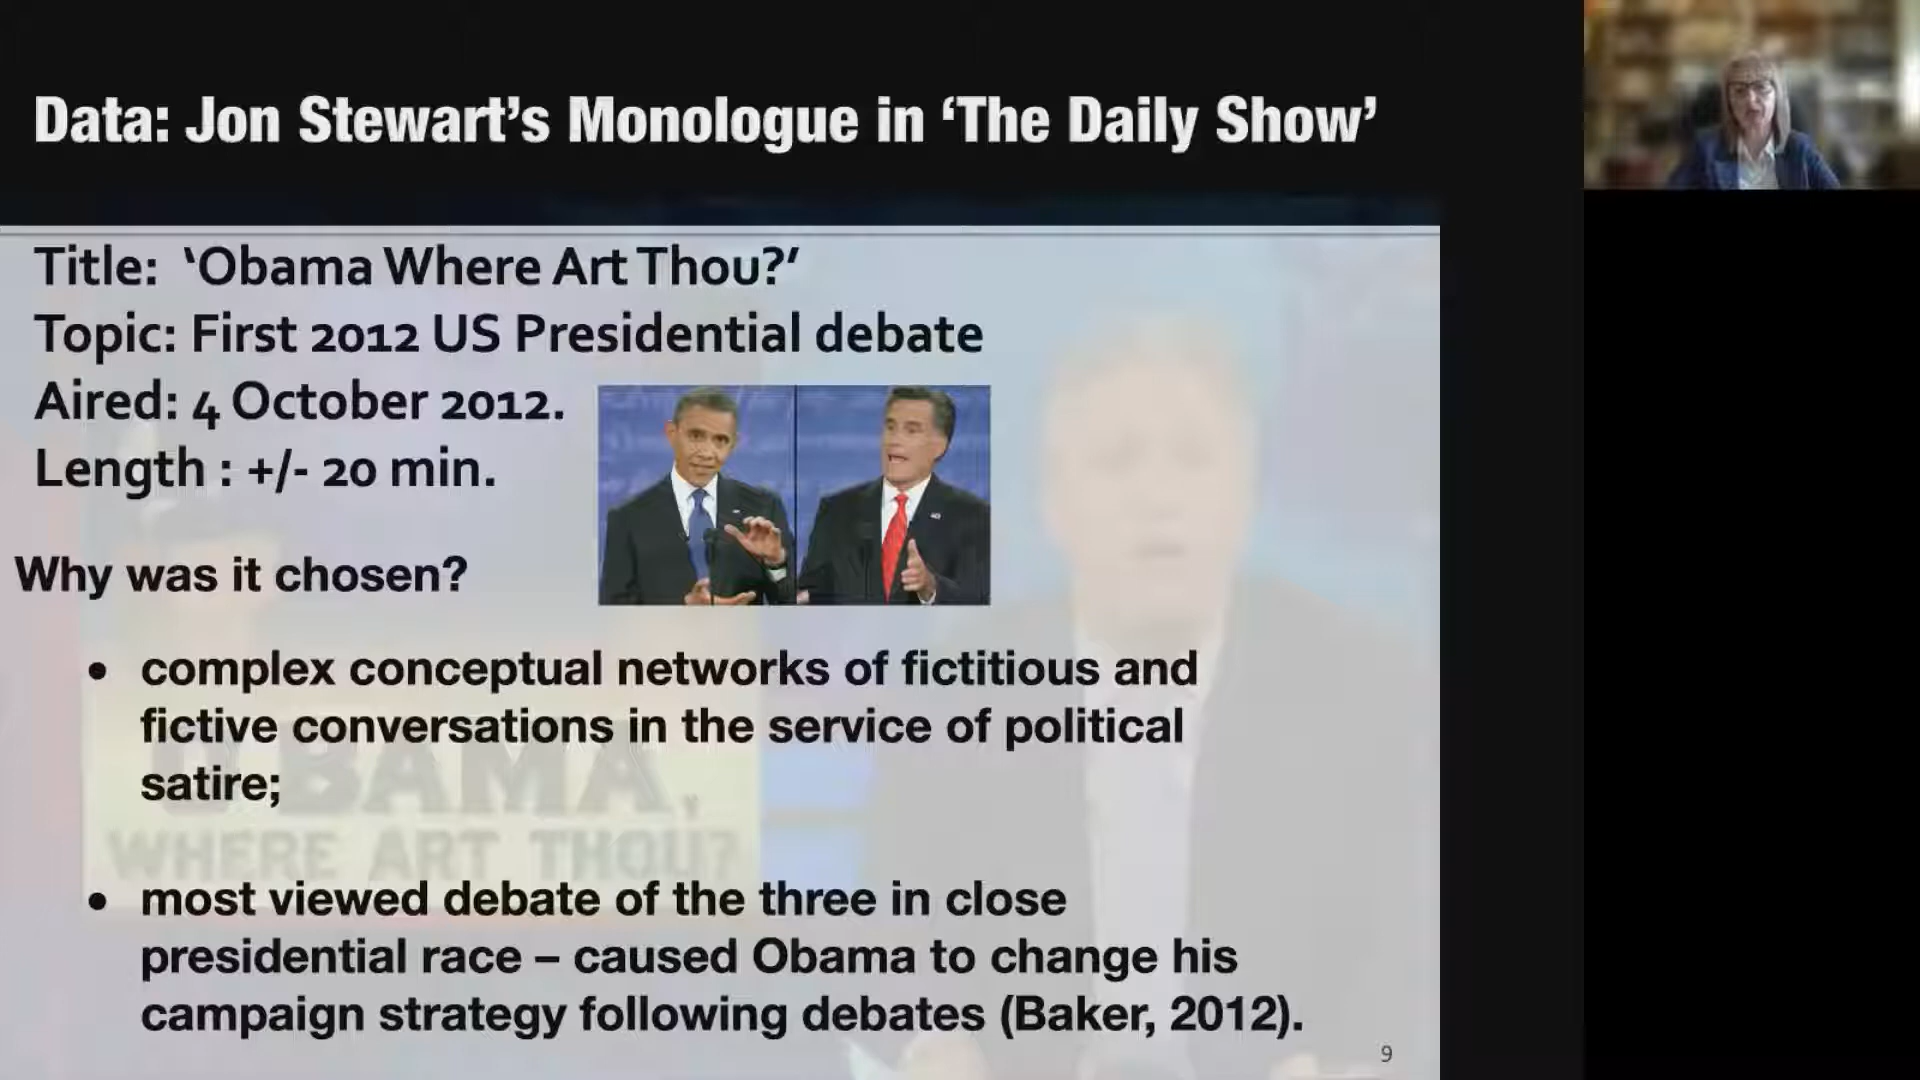 Data: Jon Stewart’s Monologue in ‘The Daily Show’
Title: ‘Obama Where Art Thou?’
Topic: First 2012 US Presidential debate
Aired: 4 October 2012.
Length : +/- 20 min.
Why was it chosen?
• complex conceptual networks of fictitious and
fictive conversations in the service of political
satire;
OBAMA,
WHERE ART THOU?
• most viewed debate of the three in close
presidential race – caused Obama to change his
campaign strategy following debates (Baker, 2012).
9